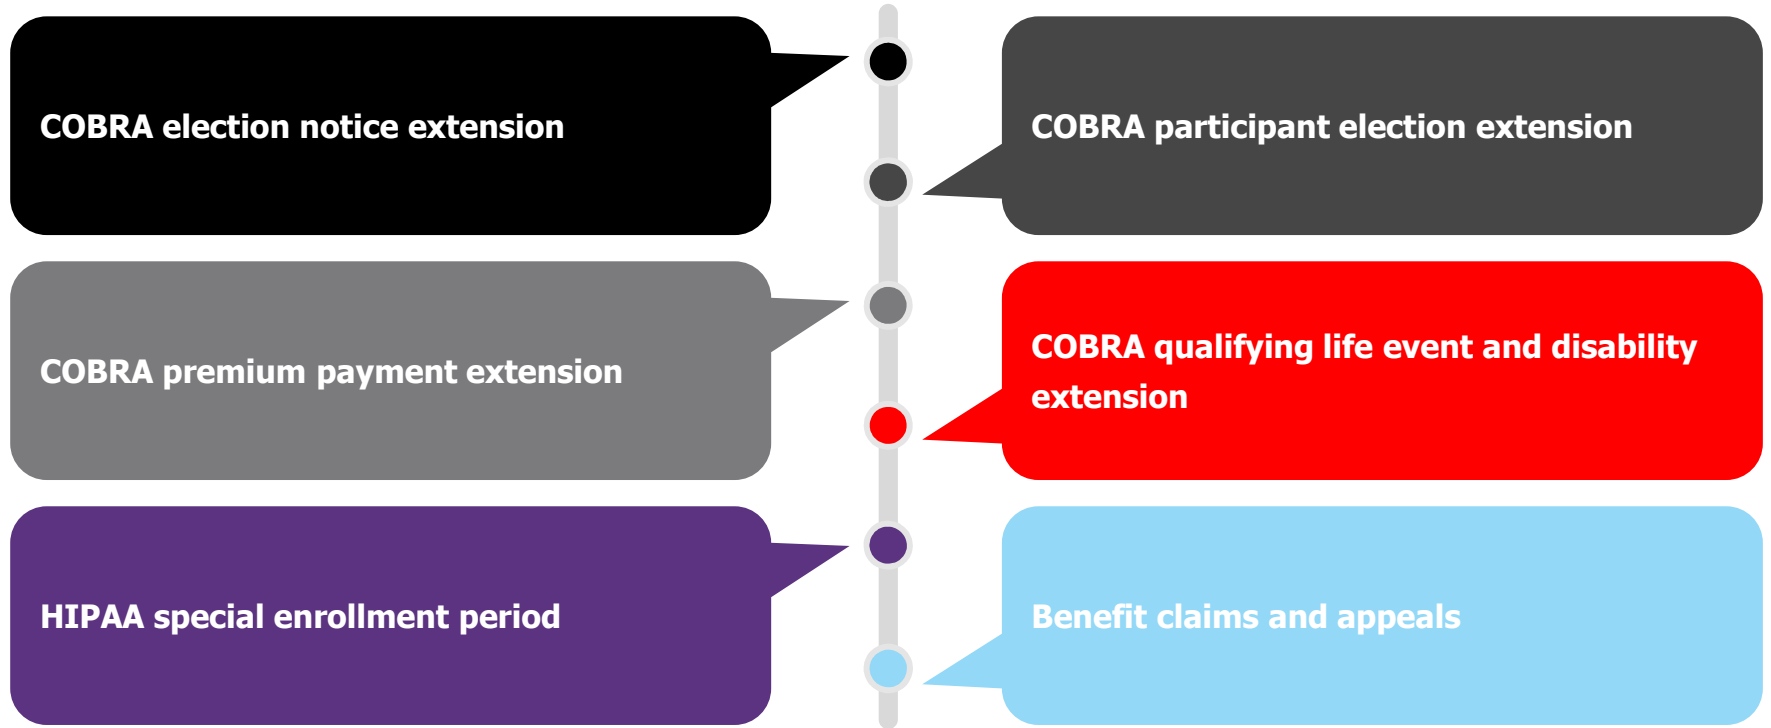 COBRA election notice extension
COBRA participant election extension
COBRA premium payment extension
COBRA qualifying life event and disability
extension
HIPAA special enrollment period
Benefit claims and appeals